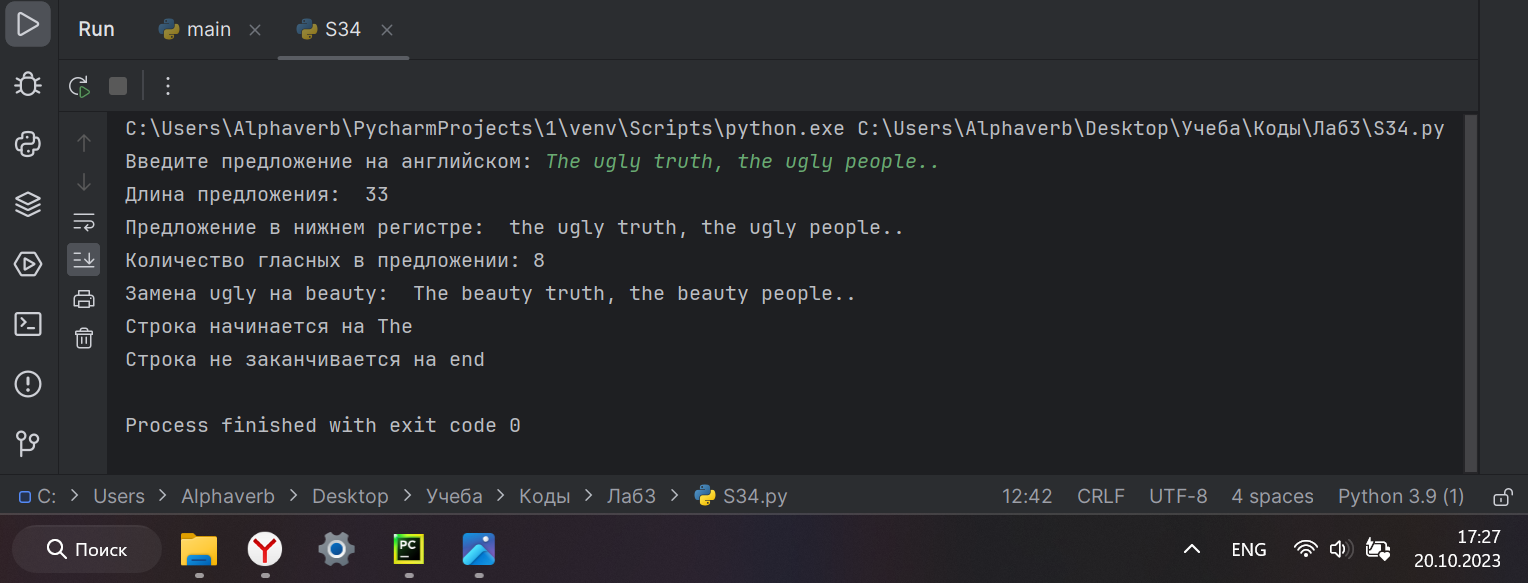 Run main S34
C:\Users\Alphaverb\PycharmProjects\1\venv\Scripts\python.exe C:\Users\Alphaverb\Desktop\Учеба\Коды\Лаб3\S34.py
Введите предложение на английском: The ugly truth, the ugly people..
Длина предложения:  33
Предложение в нижнем регистре:  the ugly truth, the ugly people..
Количество гласных в предложении: 8
Замена ugly на beauty:  The beauty truth, the beauty people..
Строка начинается на The
Строка не заканчивается на end
Process finished with exit code 0
C: > Users > Alphaverb > Desktop > Учеба > Коды > Лаб3 > S34.py 12:42 CRLF UTF-8 4 spaces Python 3.9 (1)
Поиск PC ENG 17:27
20.10.2023